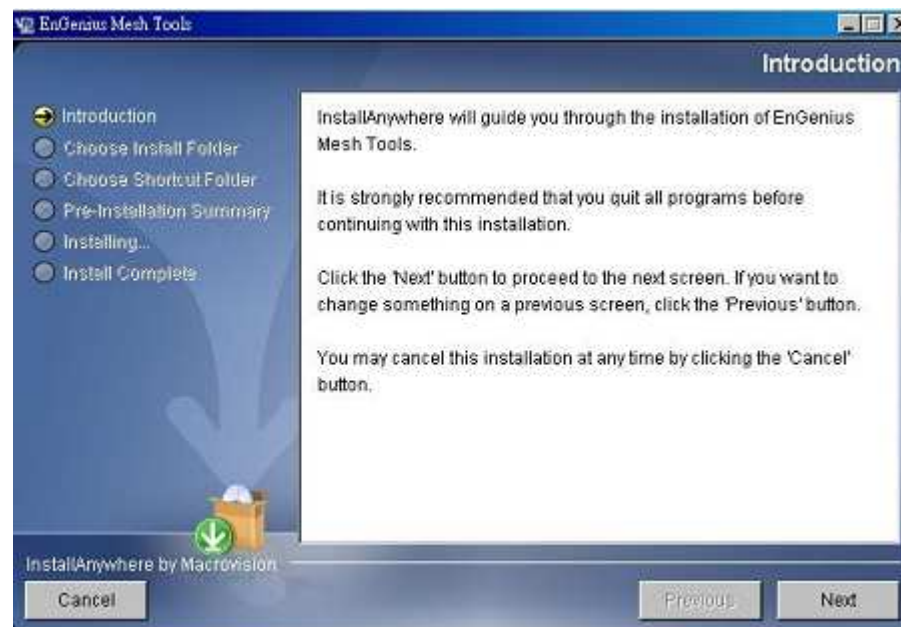 EnGenius Mesh Tools
Introduction
Introduction
Choose Install Folder
Choose Shortcut Folder
Pre-Installation Summary
Installing...
Install Complete
InstallAnywhere will guide you through the installation of EnGenius
Mesh Tools.
It is strongly recommended that you quit all programs before
continuing with this installation.
Click the 'Next' button to proceed to the next screen. If you want to
change something on a previous screen, click the 'Previous' button.
You may cancel this installation at any time by clicking the 'Cancel'
button.
InstallAnywhere by Macrovision
Cancel
Previous
Next